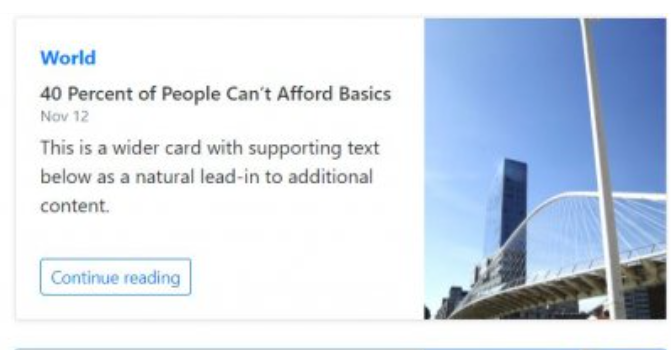 World
40 Percent of People Can't Afford Basics
Nov 12
This is a wider card with supporting text
below as a natural lead-in to additional
content.
Continue reading